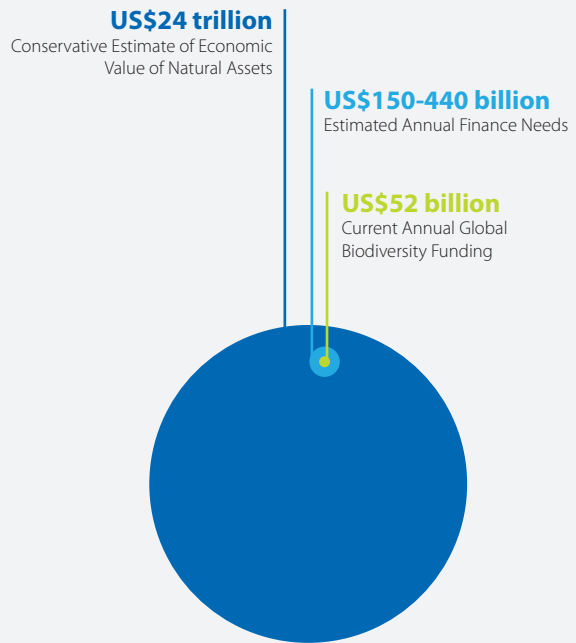 US$24 trillion
Conservative Estimate of Economic
Value of Natural Assets
US$150-440 billion
Estimated Annual Finance Needs
US$52 billion
Current Annual Global
Biodiversity Funding